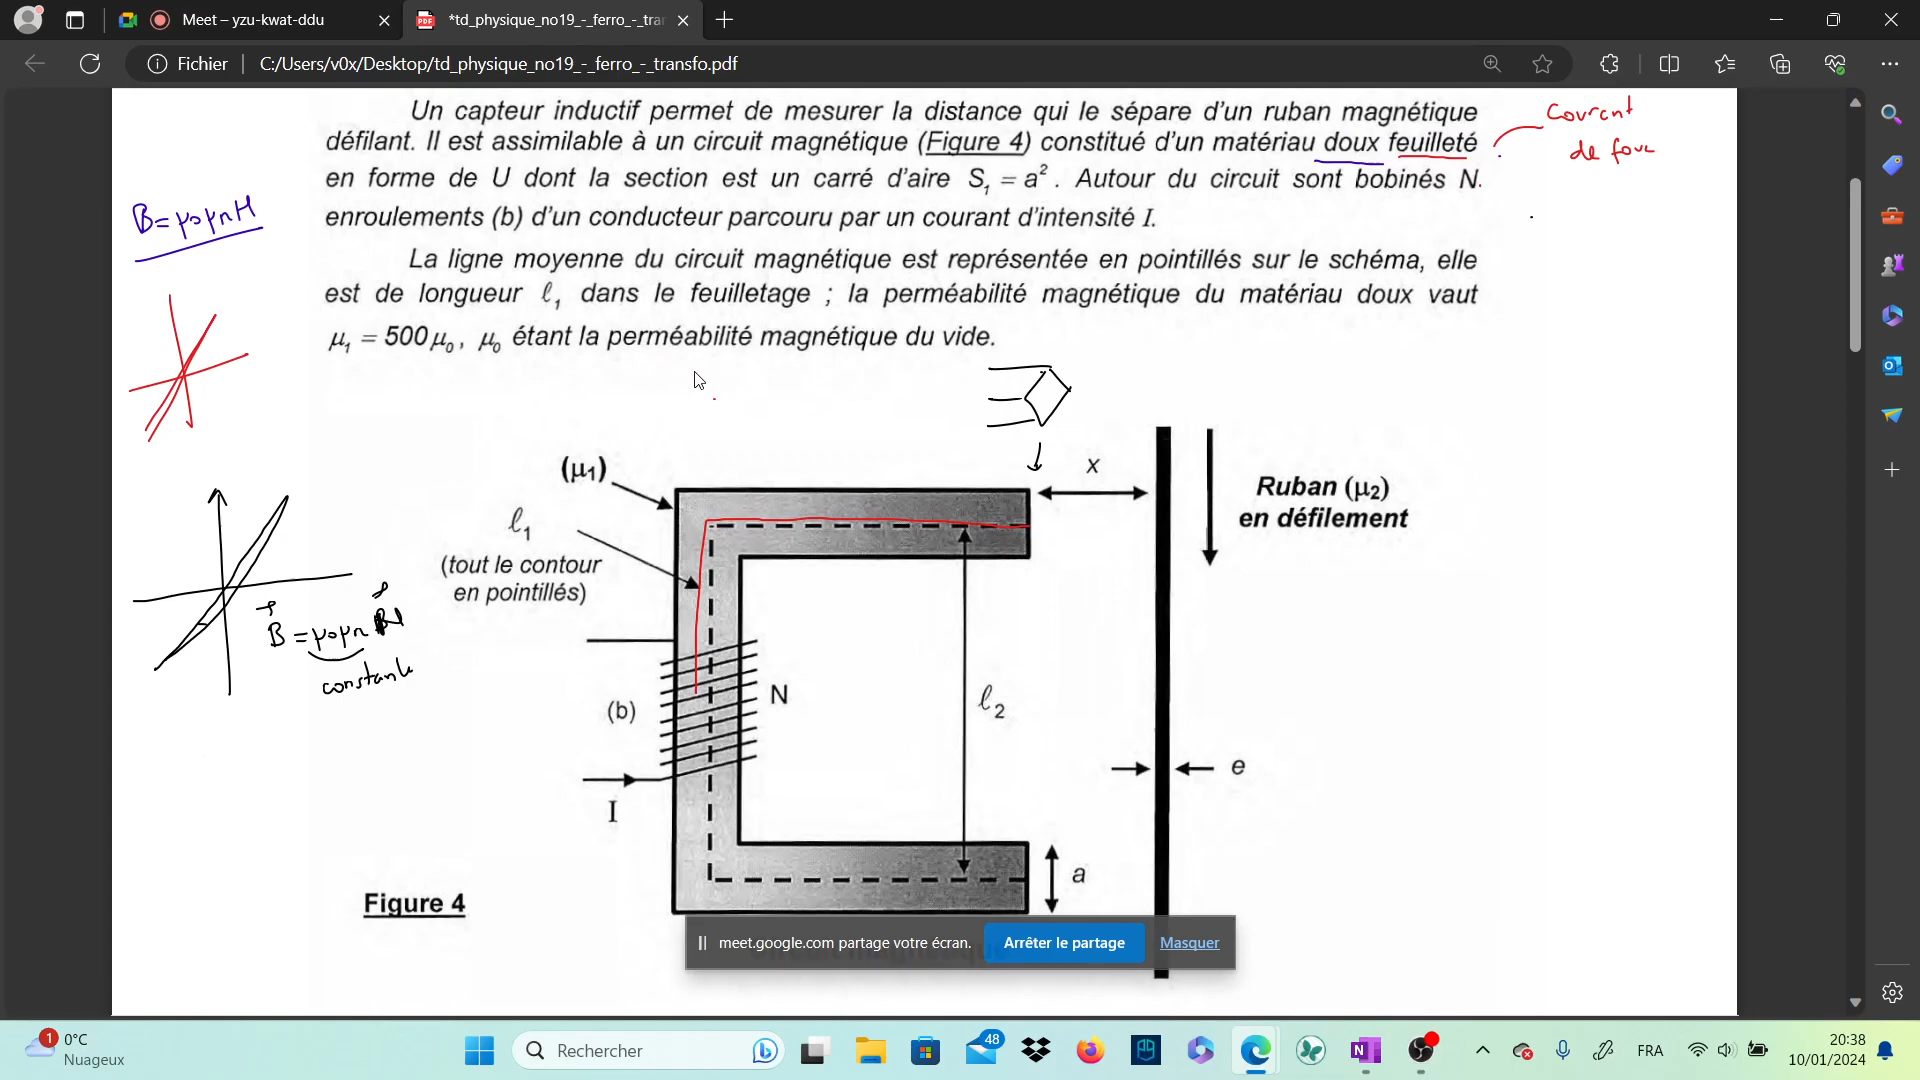 Meet – yzu-kwat-ddu
*td_physique_no19_-_ferro_-_trar
Fichier
C:/Users/v0x/Desktop/td_physique_no19_-_ferro_-_transfo.pdf
Un capteur inductif permet de mesurer la distance qui le sépare d'un ruban magnétique
défilant. Il est assimilable à un circuit magnétique (Figure 4) constitué d'un matériau doux feuilleté
en forme de U dont la section est un carré d'aire S₁ = a². Autour du circuit sont bobinés N
enroulements (b) d'un conducteur parcouru par un courant d'intensité I.
La ligne moyenne du circuit magnétique est représentée en pointillés sur le schéma, elle
est de longueur ℓ₁ dans le feuilletage ; la perméabilité magnétique du matériau doux vaut
μ₁ = 500μ₀, μ₀ étant la perméabilité magnétique du vide.
Courant
de fouc
B=μ0μrH
B = μ0μr
constante
(μ₁)
ℓ₁
(tout le contour
en pointillés)
x
Ruban (μ₂)
en défilement
(b)
N
ℓ₂
I
e
a
Figure 4
meet.google.com partage votre écran.
Arrêter le partage
Masquer
1
0°C
Nuageux
Rechercher
48
FRA
20:38
10/01/2024